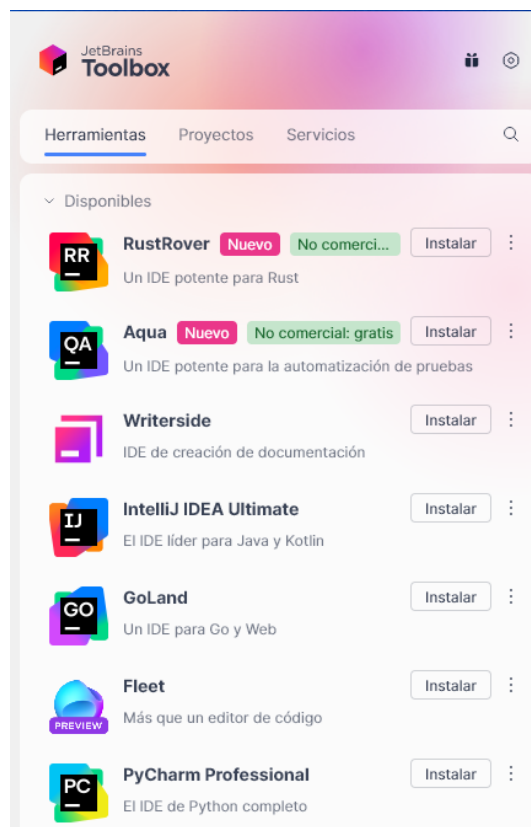 JetBrains
Toolbox
Herramientas Proyectos Servicios
Disponibles
RR
RustRover Nuevo No comerci... Instalar
Un IDE potente para Rust
QA
Aqua Nuevo No comercial: gratis Instalar
Un IDE potente para la automatización de pruebas
Writerside Instalar
IDE de creación de documentación
IJ
IntelliJ IDEA Ultimate Instalar
El IDE líder para Java y Kotlin
GO
GoLand Instalar
Un IDE para Go y Web
Fleet Instalar
PREVIEW
Más que un editor de código
PC
PyCharm Professional Instalar
El IDE de Python completo